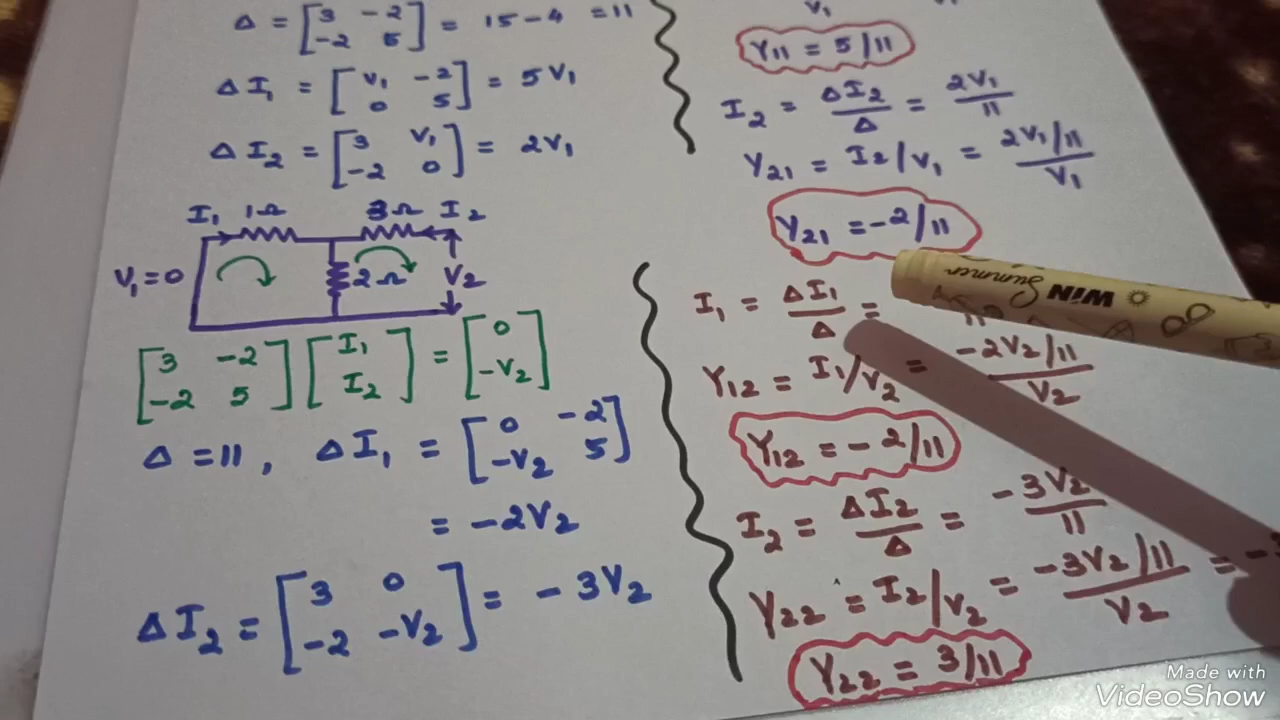 Δ = [3 -2
-2 5] = 15 - 4 = 11
ΔI₁ = [V₁ -2
0 5] = 5V₁
ΔI₂ = [3 V₁
-2 0] = 2V₁
I₁ 1Ω 3Ω I₂
V₁=0 2Ω V₂
[3 -2
-2 5] [I₁
I₂] = [0
-V₂]
Δ = 11, ΔI₁ = [0 -2
-V₂ 5]
= -2V₂
ΔI₂ = [3 0
-2 -V₂] = -3V₂
V₁
Y₁₁ = 5/11
I₂ = ΔI₂/Δ = 2V₁/11
Y₂₁ = I₂/V₁ = 2V₁/11 / V₁
Y₂₁ = -2/11
I₁ = ΔI₁/Δ =
Y₁₂ = I₁/V₂ = -2V₂/11 / V₂
Y₁₂ = -2/11
I₂ = ΔI₂/Δ = -3V₂/11
Y₂₂ = I₂/V₂ = -3V₂/11 / V₂ = -
Y₂₂ = 3/11
WIN Summer
Made with
VideoShow